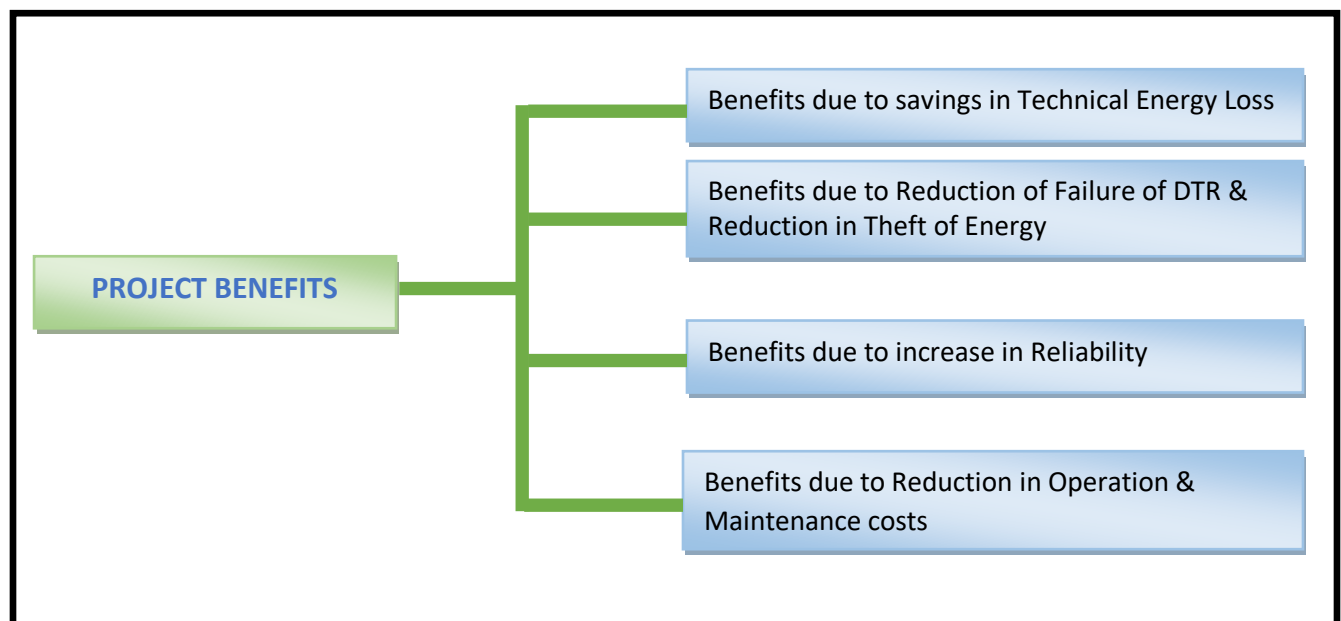 Benefits due to savings in Technical Energy Loss
Benefits due to Reduction of Failure of DTR &
Reduction in Theft of Energy
PROJECT BENEFITS
Benefits due to increase in Reliability
Benefits due to Reduction in Operation &
Maintenance costs